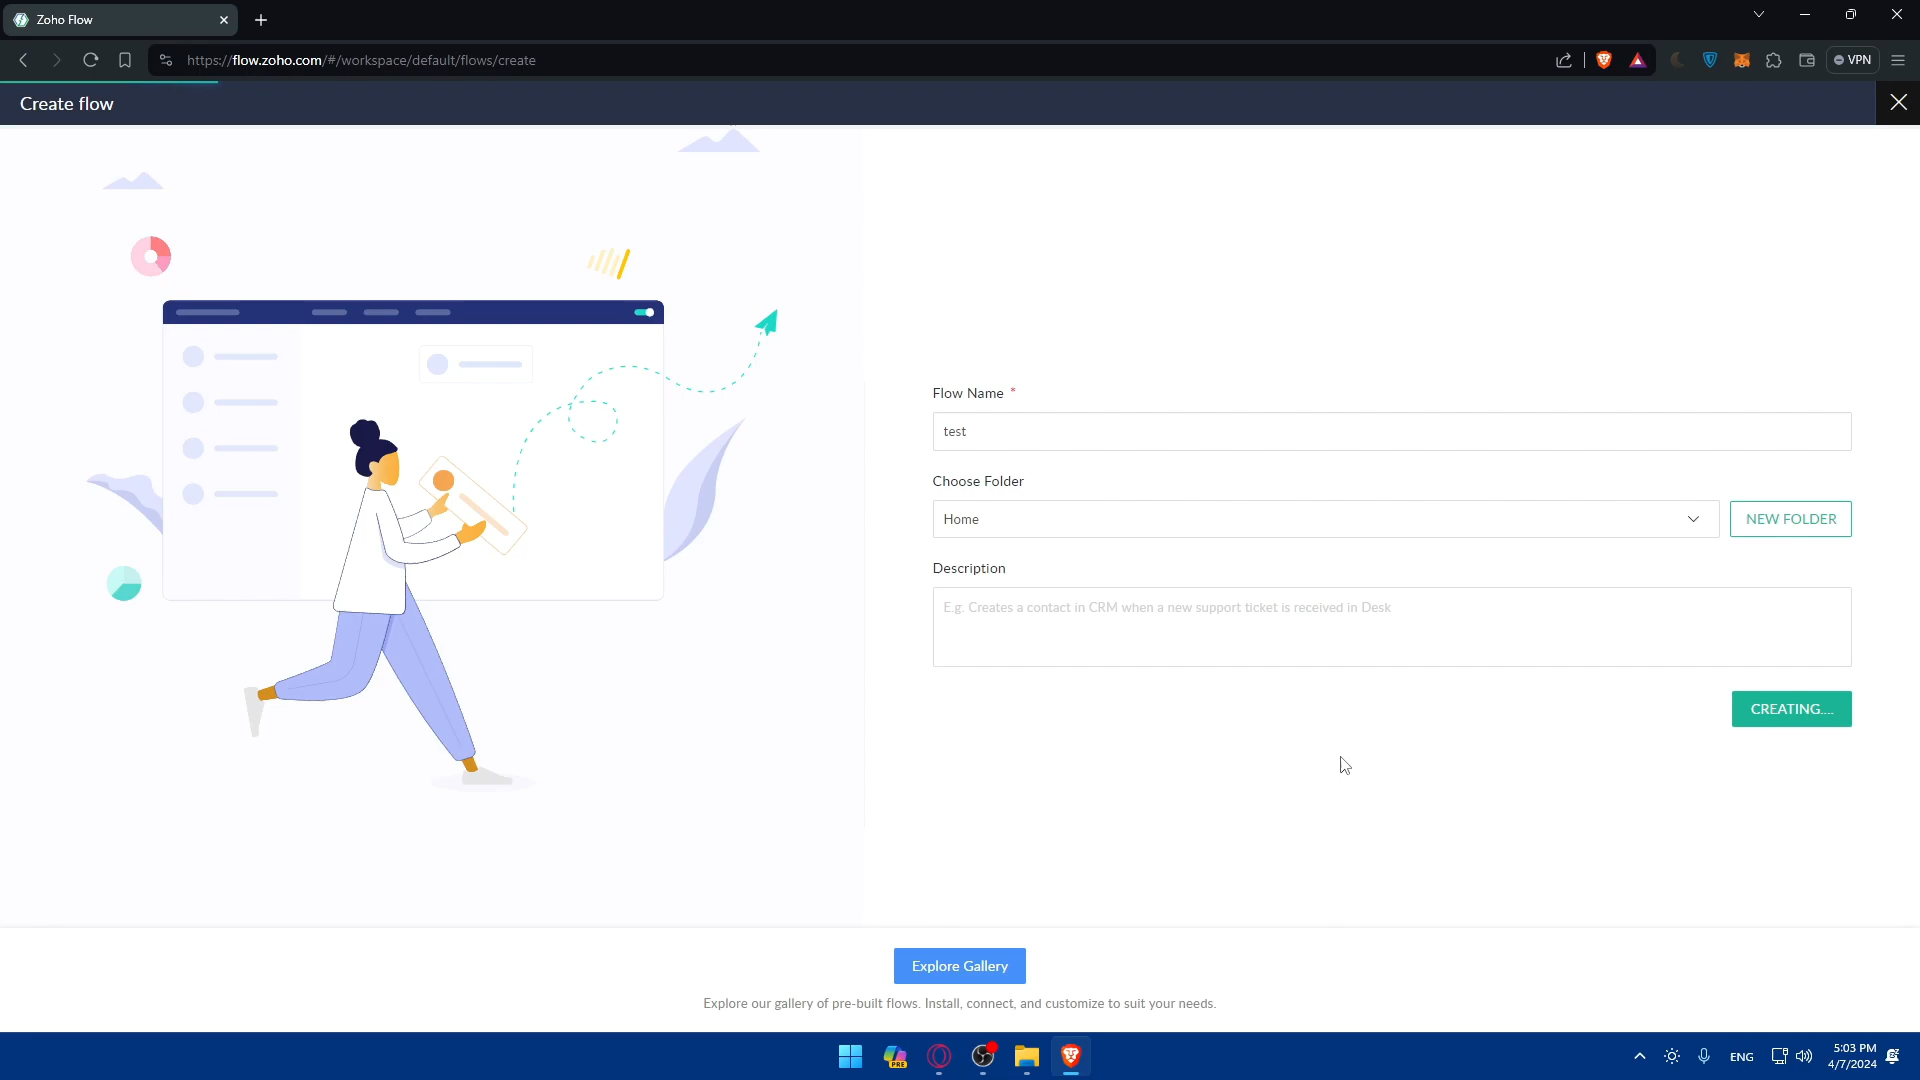 Zoho Flow
https://flow.zoho.com/#/workspace/default/flows/create
VPN
Create flow
Flow Name *
test
Choose Folder
Home
NEW FOLDER
Description
E.g. Creates a contact in CRM when a new support ticket is received in Desk
CREATING....
Explore Gallery
Explore our gallery of pre-built flows. Install, connect, and customize to suit your needs.
PRE
ENG
5:03 PM
4/7/2024